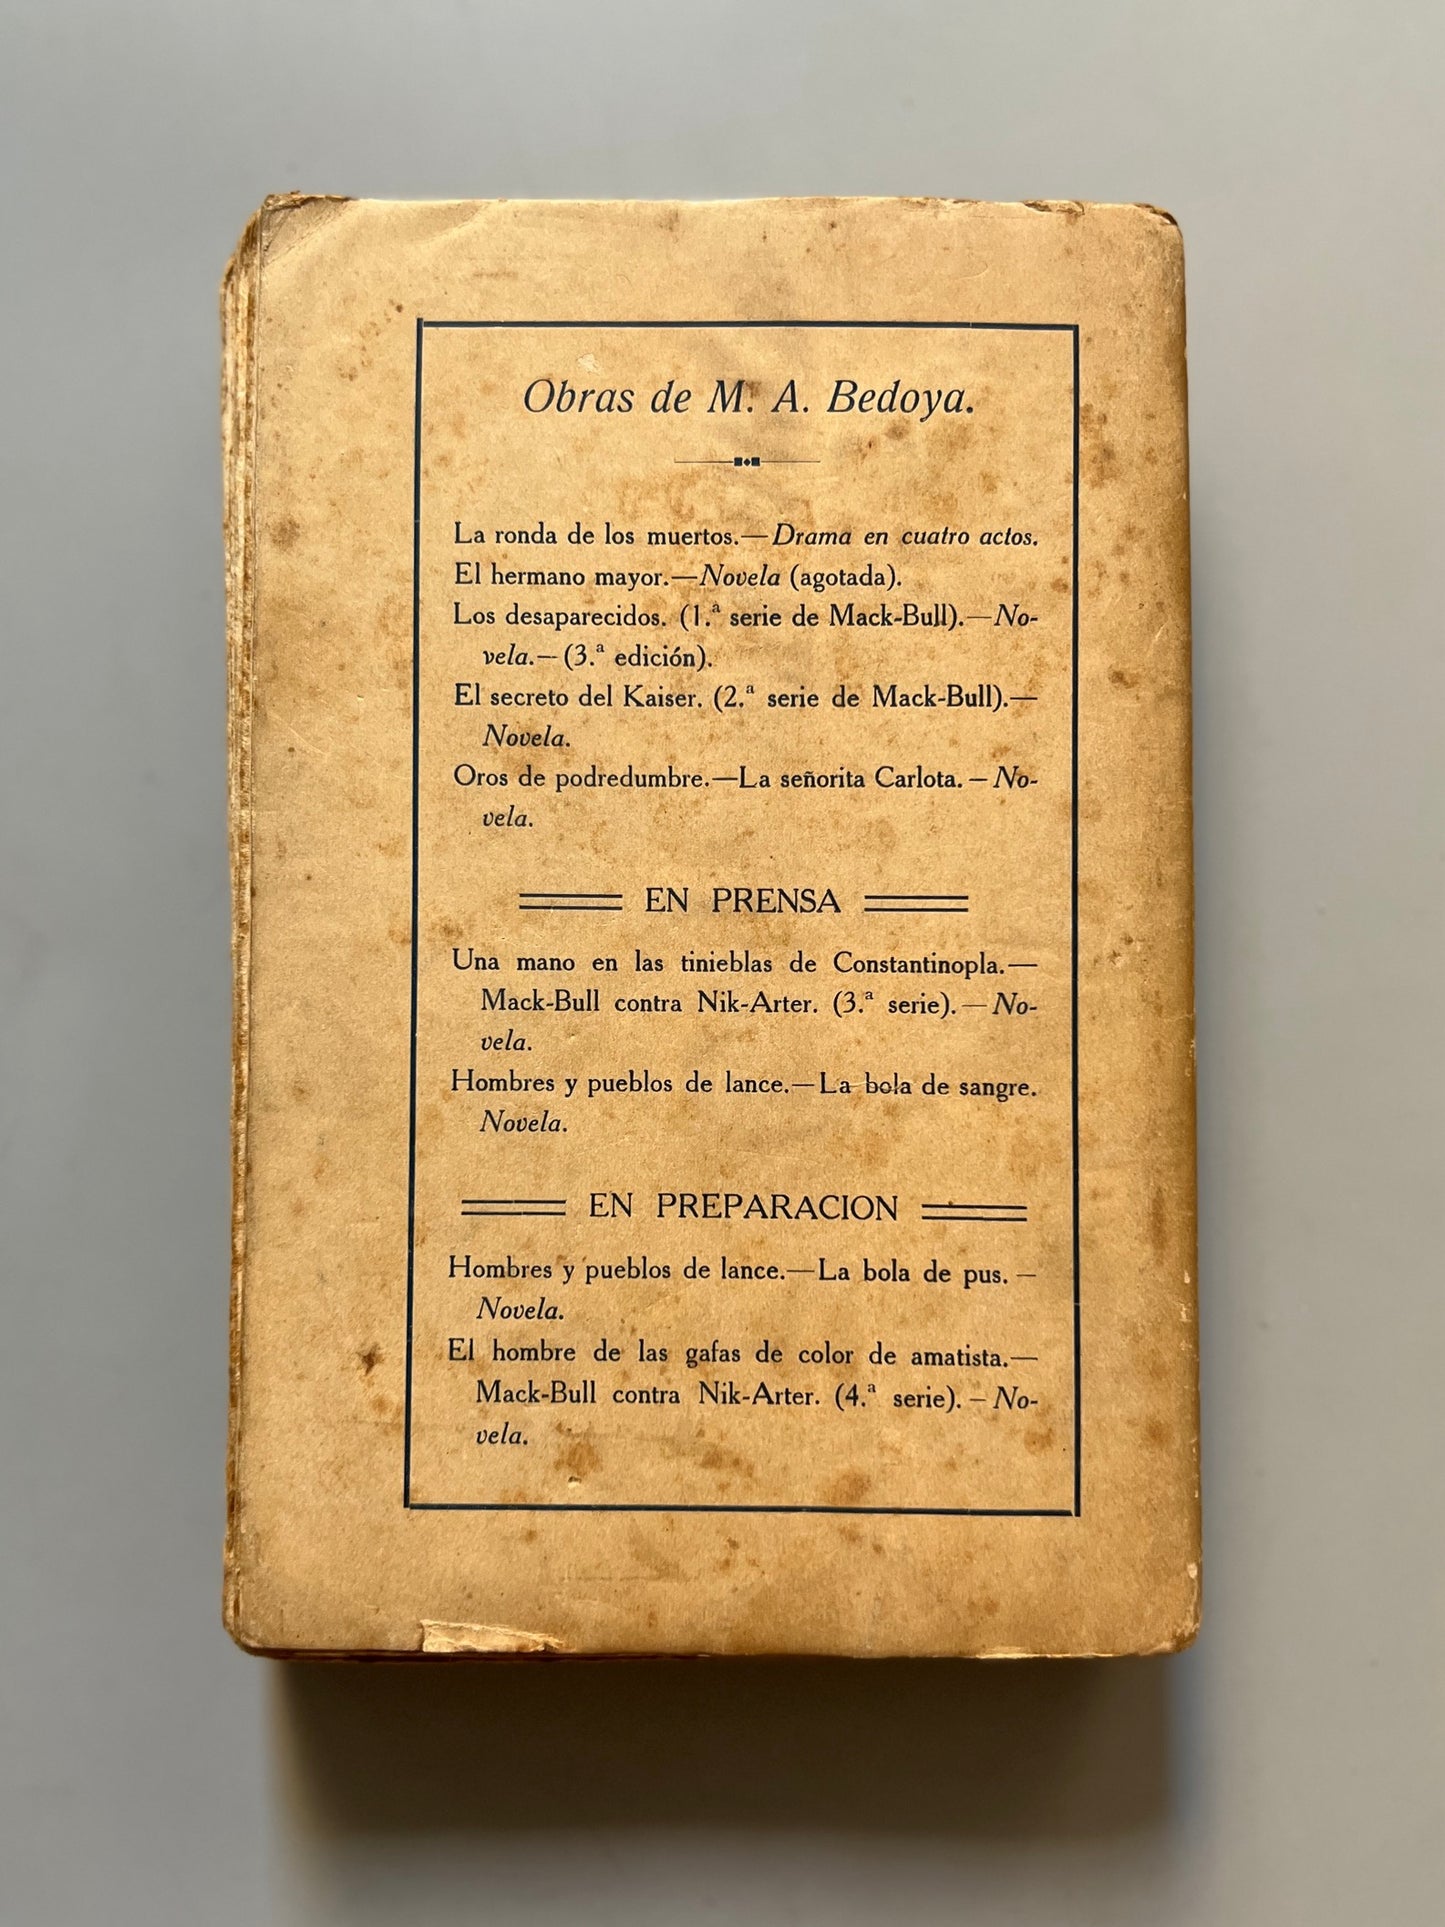 Obras de M. A. Bedoya.
La ronda de los muertos.—Drama en cuatro actos.
El hermano mayor.—Novela (agotada).
Los desaparecidos. (1.ª serie de Mack-Bull).—No-
vela.—(3.ª edición).
El secreto del Kaiser. (2.ª serie de Mack-Bull).—
Novela.
Oros de podredumbre.—La señorita Carlota.—No-
vela.
EN PRENSA
Una mano en las tinieblas de Constantinopla.—
Mack-Bull contra Nik-Arter. (3.ª serie).—No-
vela.
Hombres y pueblos de lance.—La bola de sangre.
Novela.
EN PREPARACION
Hombres y pueblos de lance.—La bola de pus.—
Novela.
El hombre de las gafas de color de amatista.—
Mack-Bull contra Nik-Arter. (4.ª serie).—No-
vela.